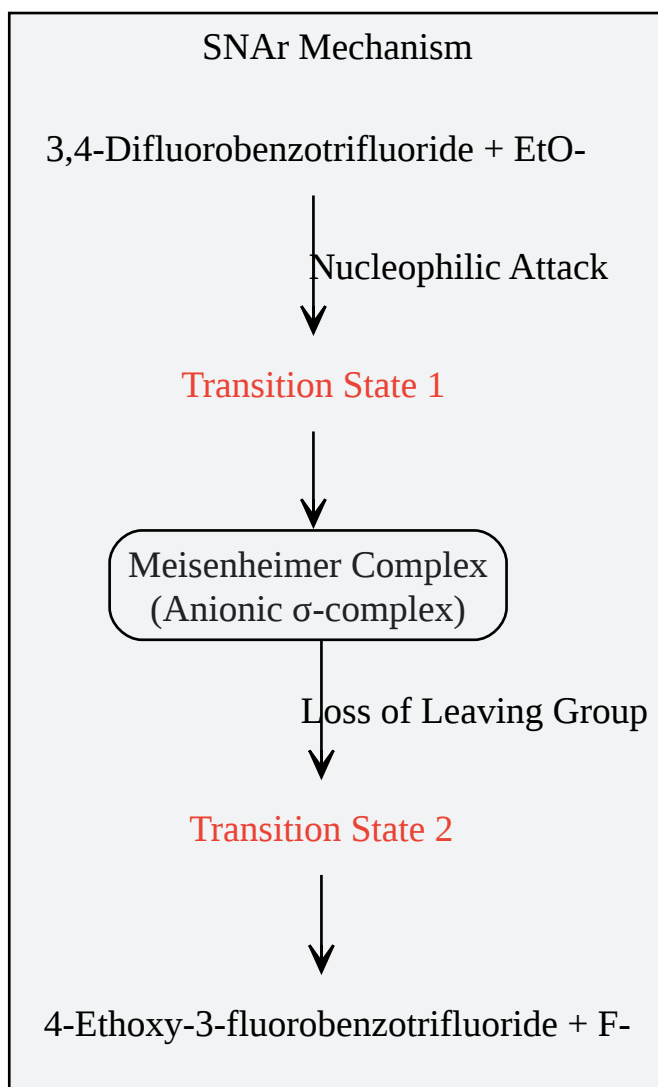 SNAr Mechanism
3,4-Difluorobenzotrifluoride + EtO-
Nucleophilic Attack
Transition State 1
Meisenheimer Complex
(Anionic σ-complex)
Loss of Leaving Group
Transition State 2
4-Ethoxy-3-fluorobenzotrifluoride + F-